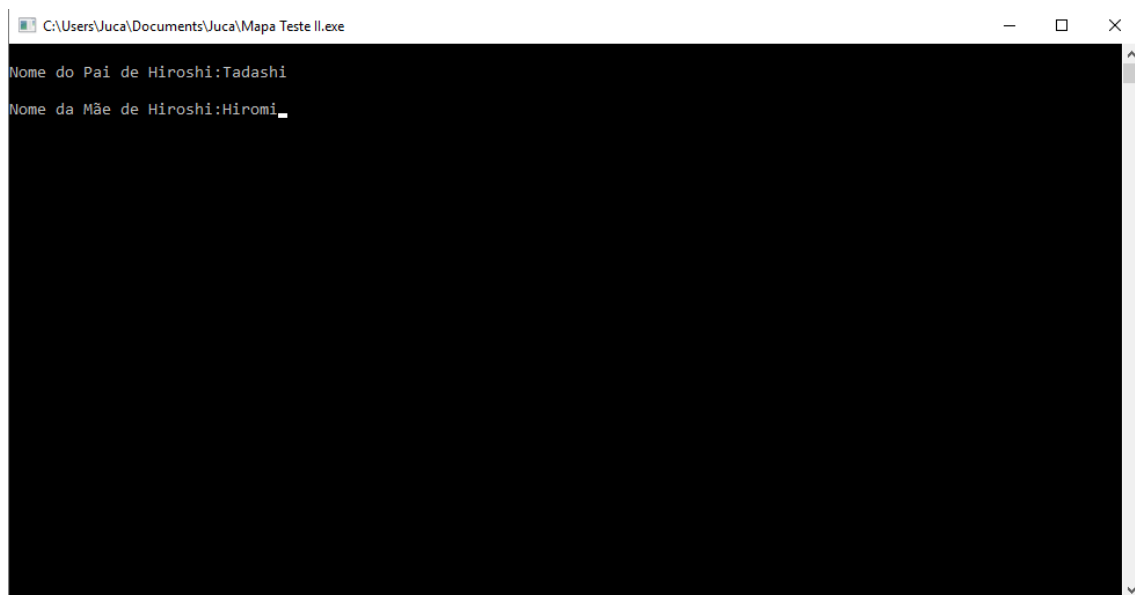 C:\Users\Juca\Documents\Juca\Mapa Teste II.exe
Nome do Pai de Hiroshi:Tadashi
Nome da Mãe de Hiroshi:Hiromi